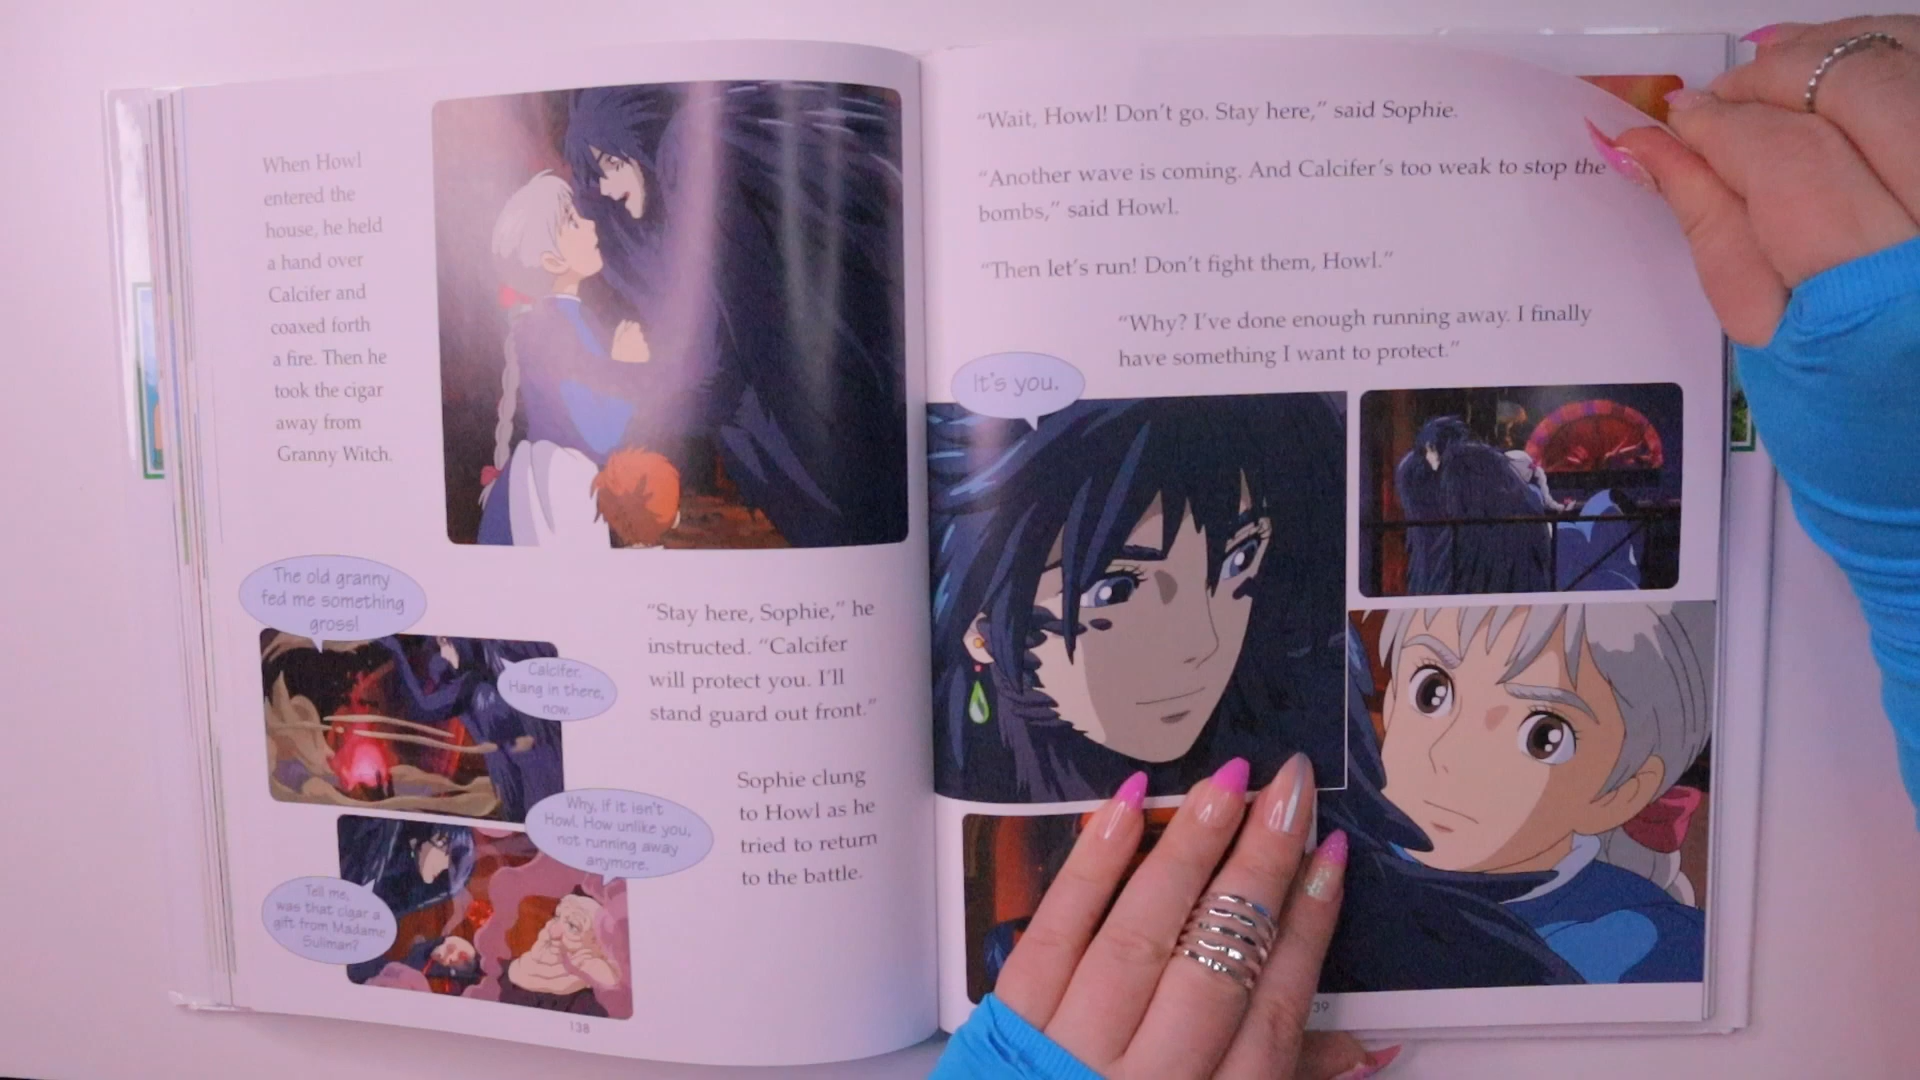 When Howl
entered the
house, he held
a hand over
Calcifer and
coaxed forth
a fire. Then he
took the cigar
away from
Granny Witch.
The old granny
fed me something
gross!
Calcifer.
Hang in there,
now.
Why, if it isn't
Howl. How unlike you,
not running away
anymore.
Tell me,
was that cigar a
gift from Madame
Suliman?
"Stay here, Sophie," he
instructed. "Calcifer
will protect you. I'll
stand guard out front."
Sophie clung
to Howl as he
tried to return
to the battle.
138
"Wait, Howl! Don't go. Stay here," said Sophie.
"Another wave is coming. And Calcifer's too weak to stop the
bombs," said Howl.
"Then let's run! Don't fight them, Howl."
"Why? I've done enough running away. I finally
have something I want to protect."
It's you.
39